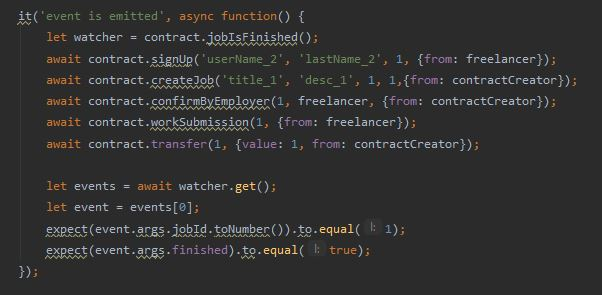 it('event is emitted', async function() {
let watcher = contract.jobIsFinished();
await contract.signUp('userName_2', 'lastName_2', 1, {from: freelancer});
await contract.createJob('title_1', 'desc_1', 1, 1,{from: contractCreator});
await contract.confirmByEmployer(1, freelancer, {from: contractCreator});
await contract.workSubmission(1, {from: freelancer});
await contract.transfer(1, {value: 1, from: contractCreator});
let events = await watcher.get();
let event = events[0];
expect(event.args.jobId.toNumber()).to.equal( l: 1);
expect(event.args.finished).to.equal( l: true);
});